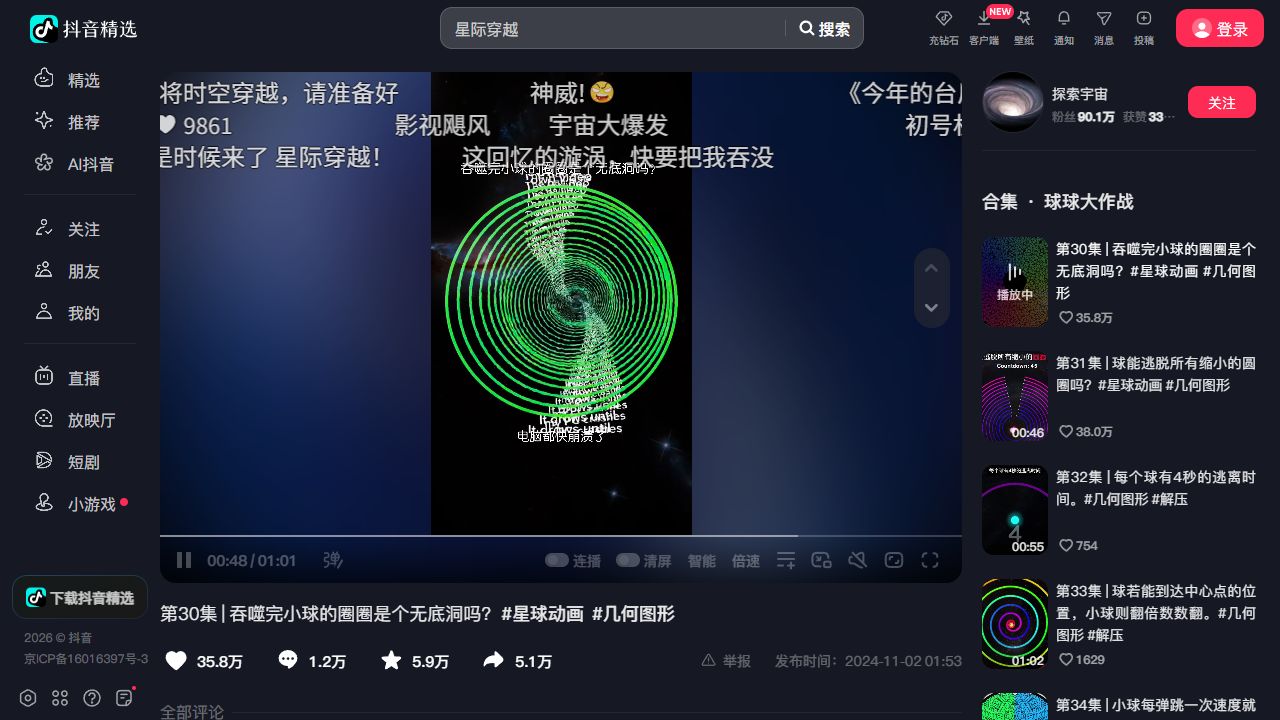 抖音精选
星际穿越
搜索
充钻石
客户端
NEW
壁纸
通知
消息
投稿
登录
精选
推荐
AI抖音
关注
朋友
我的
直播
放映厅
短剧
小游戏
下载抖音精选
2026 © 抖音
京ICP备16016397号-3
将时空穿越，请准备好
神威!
《今年的台
9861
影视飓风
宇宙大爆发
初号
是时候来了 星际穿越!
这回忆的漩涡，快要把我吞没
吞噬完小球的圈圈是个无底洞吗?
电脑都快崩溃了
00:48 / 01:01
弹
连播
清屏
智能
倍速
第30集 | 吞噬完小球的圈圈是个无底洞吗？ #星球动画 #几何图形
35.8万
1.2万
5.9万
5.1万
举报
发布时间：2024-11-02 01:53
全部评论
探索宇宙
粉丝90.1万 获赞33···
关注
合集 · 球球大作战
播放中
第30集 | 吞噬完小球的圈圈是个
无底洞吗？#星球动画 #几何图
形
35.8万
Countdown: 45
00:46
第31集 | 球能逃脱所有缩小的圆
圈吗？#星球动画 #几何图形
38.0万
4
00:55
第32集 | 每个球有4秒的逃离时
间。#几何图形 #解压
754
01:02
第33集 | 球若能到达中心点的位
置，小球则翻倍数数翻。#几何
图形 #解压
1629
第34集 | 小球每弹跳一次速度就